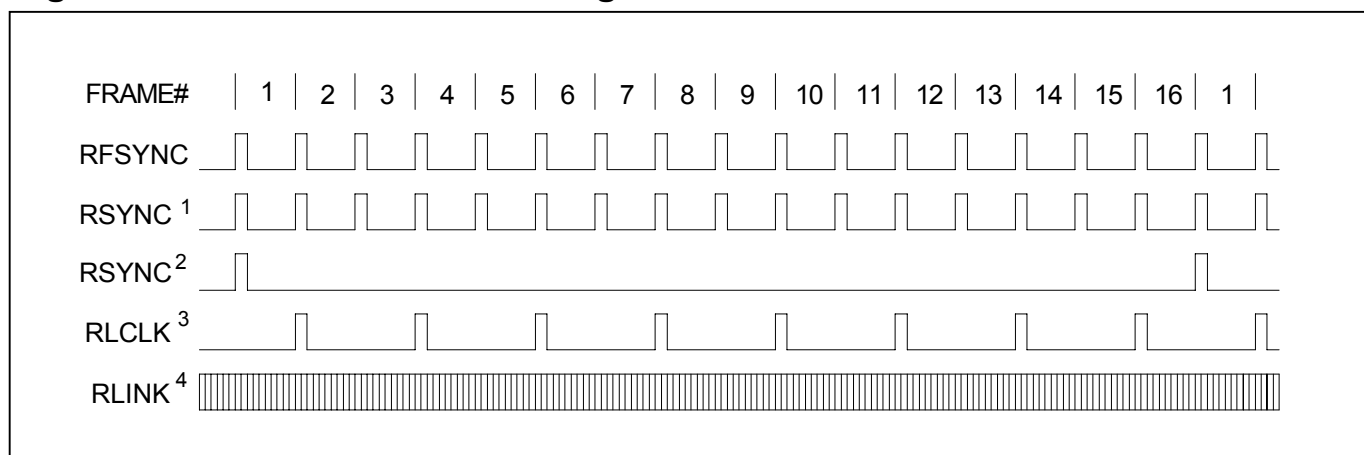 FRAME# 1 2 3 4 5 6 7 8 9 10 11 12 13 14 15 16 1
RFSYNC
RSYNC 1
RSYNC 2
RLCLK 3
RLINK 4